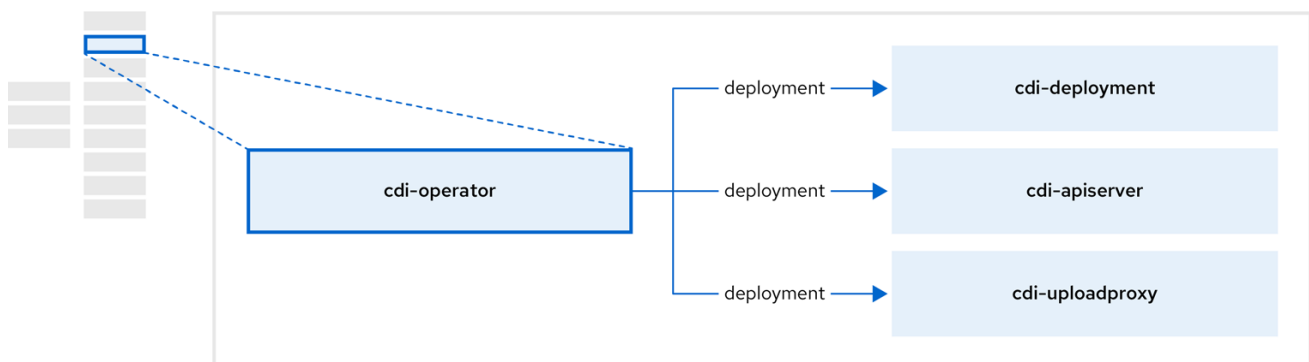 deployment
cdi-deployment
cdi-operator
deployment
cdi-apiserver
deployment
cdi-uploadproxy